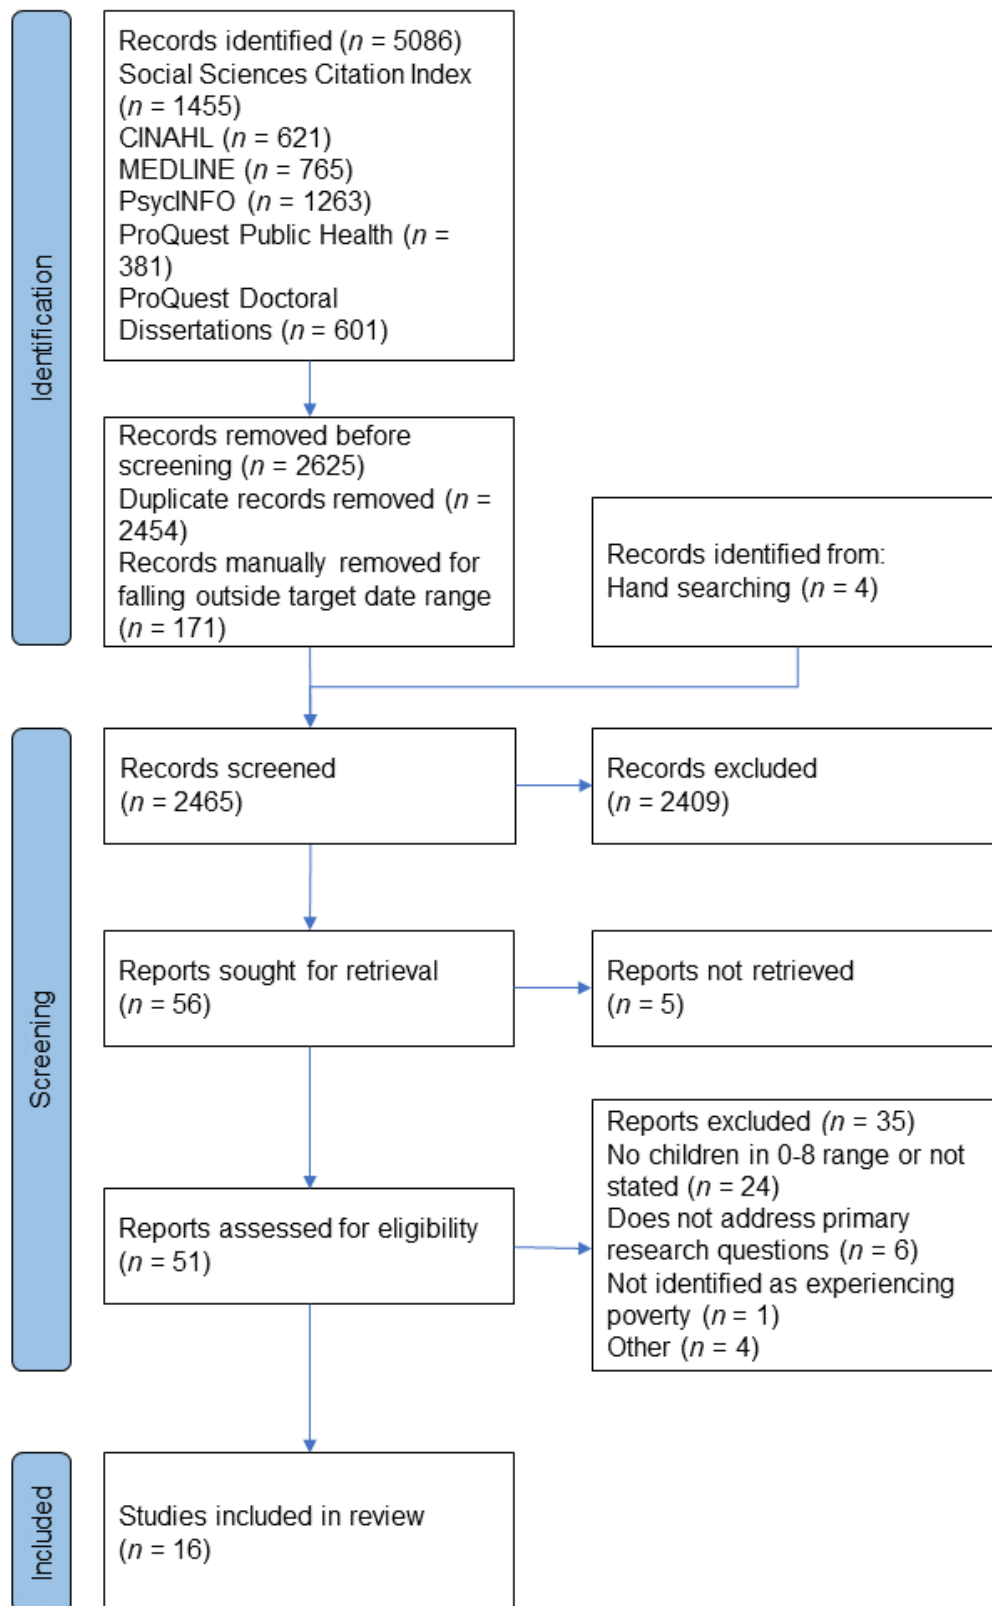 Identification
Records identified (n = 5086)
Social Sciences Citation Index
(n = 1455)
CINAHL (n = 621)
MEDLINE (n = 765)
PsycINFO (n = 1263)
ProQuest Public Health (n =
381)
ProQuest Doctoral
Dissertations (n = 601)
Records removed before
screening (n = 2625)
Duplicate records removed (n =
2454)
Records manually removed for
falling outside target date range
(n = 171)
Records identified from:
Hand searching (n = 4)
Screening
Records screened
(n = 2465)
Records excluded
(n = 2409)
Reports sought for retrieval
(n = 56)
Reports not retrieved
(n = 5)
Reports assessed for eligibility
(n = 51)
Reports excluded (n = 35)
No children in 0-8 range or not
stated (n = 24)
Does not address primary
research questions (n = 6)
Not identified as experiencing
poverty (n = 1)
Other (n = 4)
Included
Studies included in review
(n = 16)